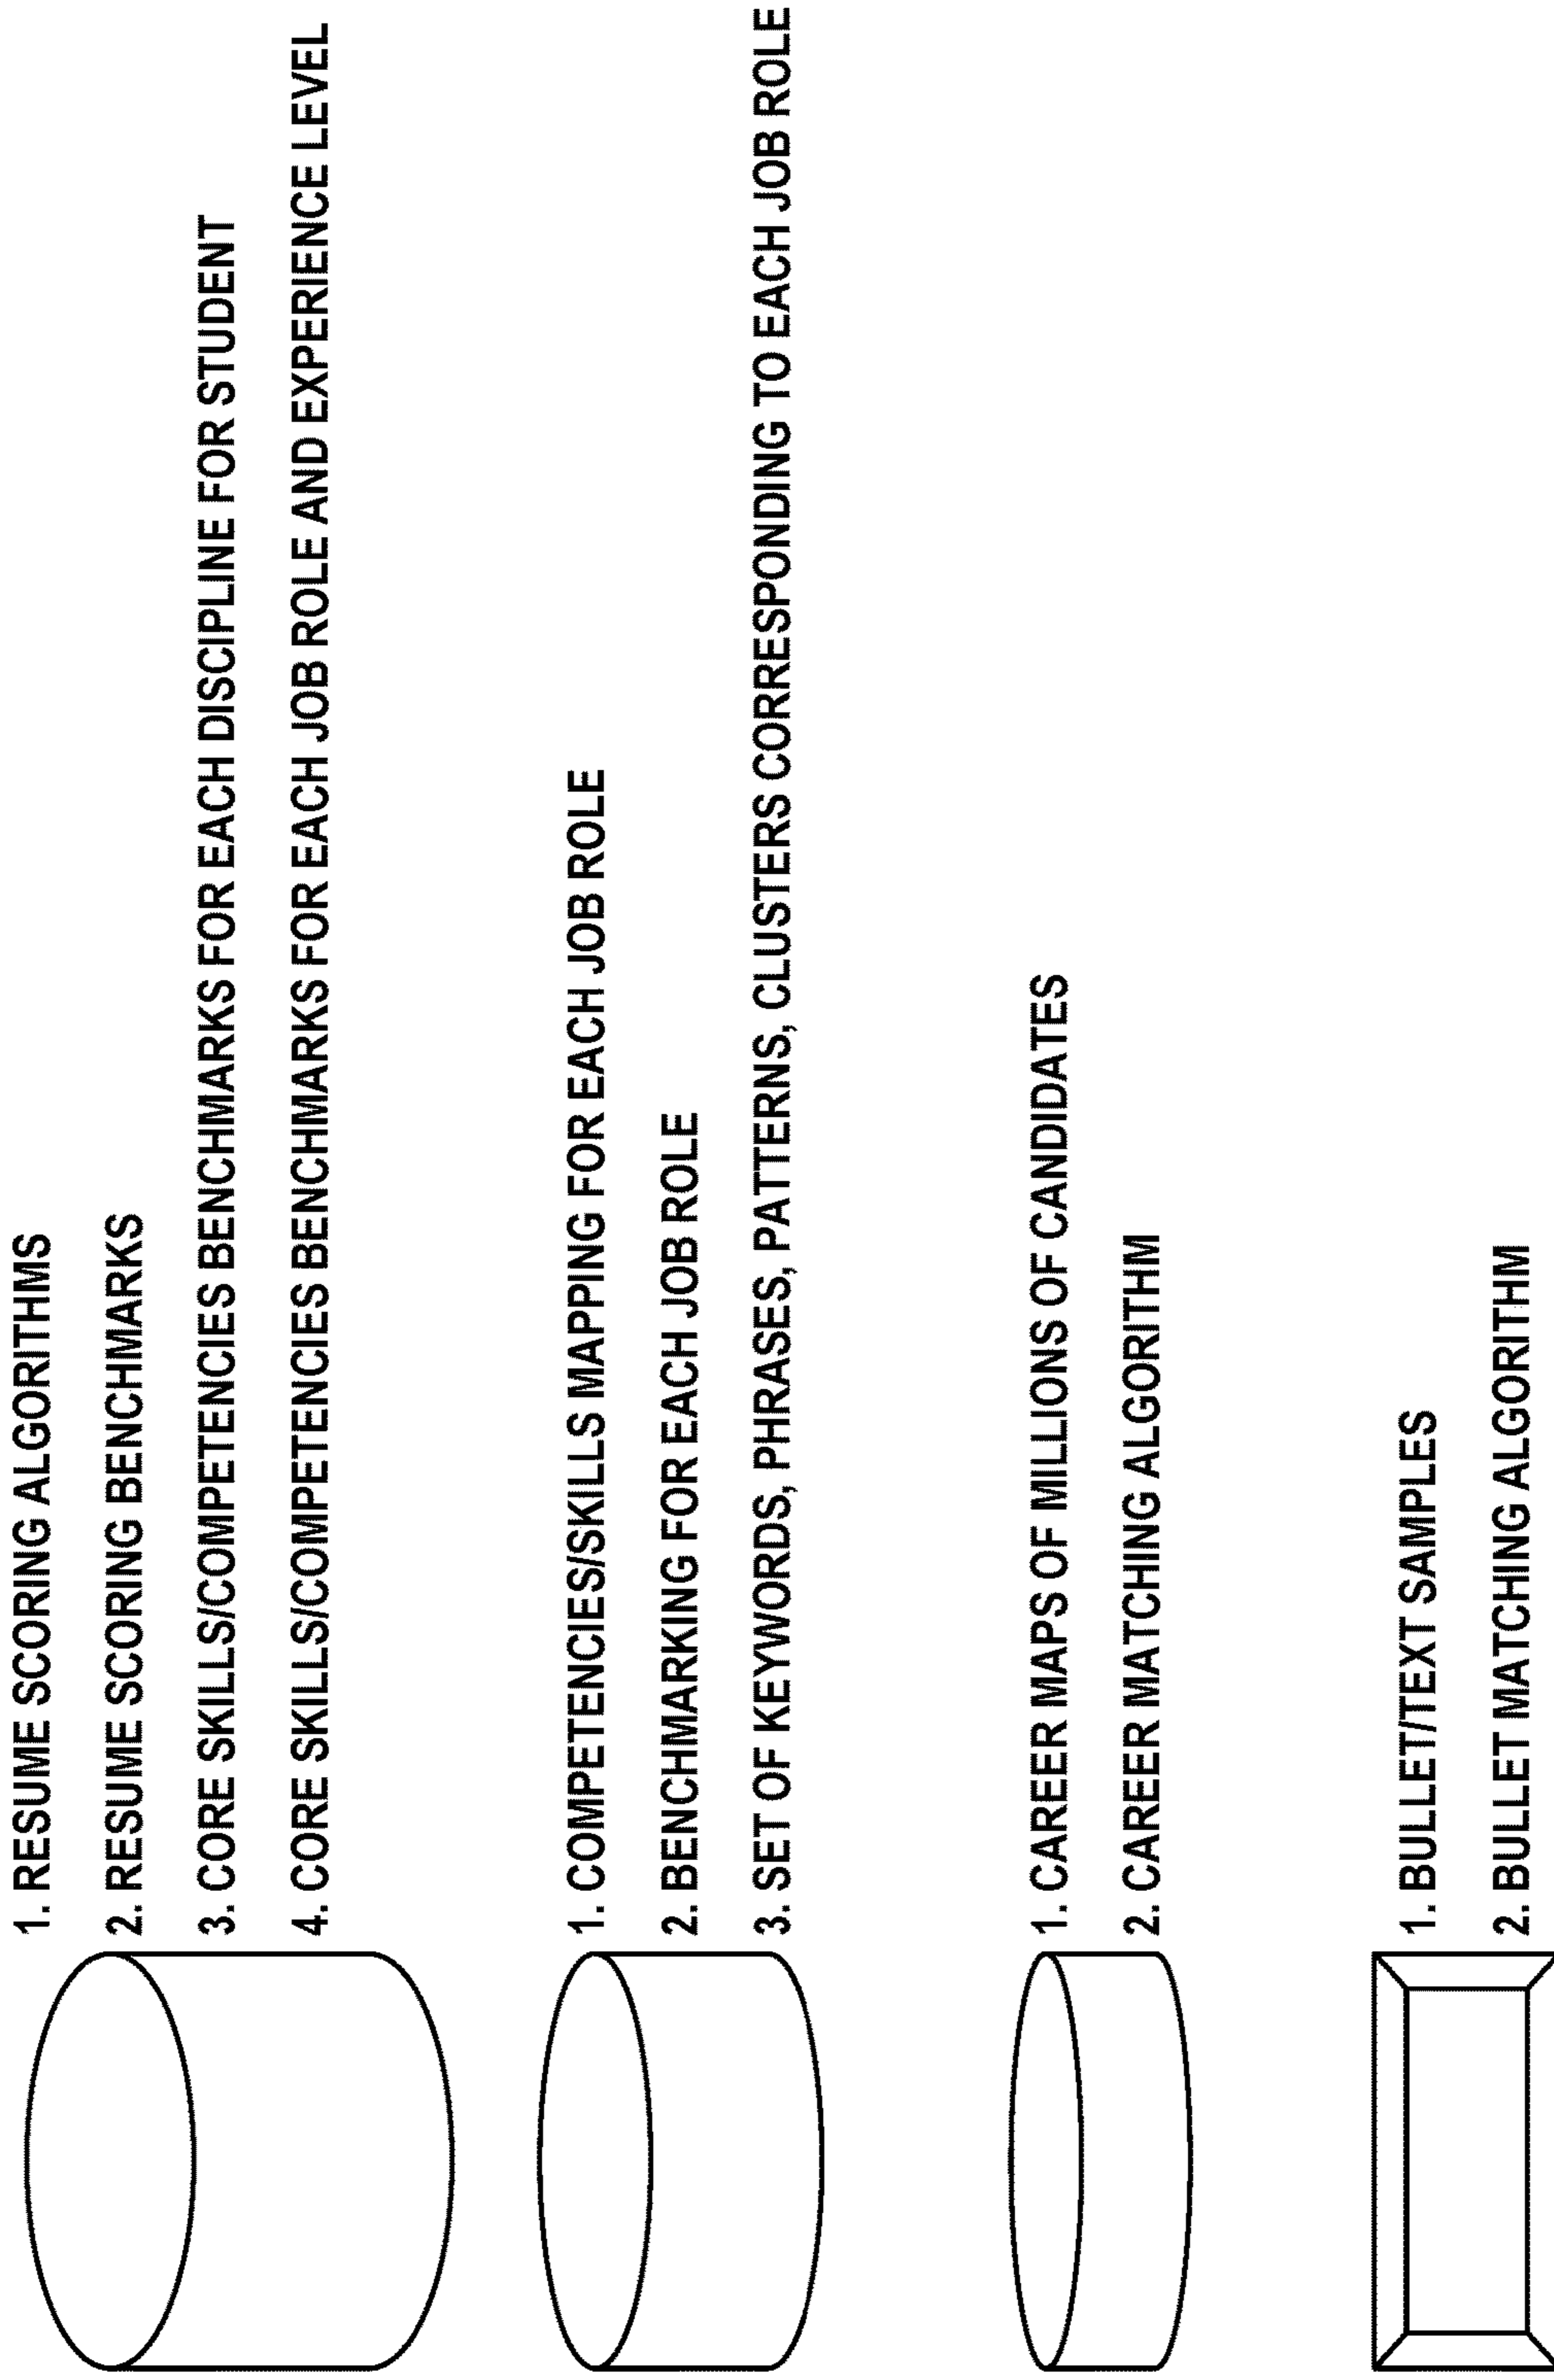 1. RESUME SCORING ALGORITHMS
2. RESUME SCORING BENCHMARKS
3. CORE SKILLS/COMPETENCIES BENCHMARKS FOR EACH DISCIPLINE FOR STUDENT
4. CORE SKILLS/COMPETENCIES BENCHMARKS FOR EACH JOB ROLE AND EXPERIENCE LEVEL
1. COMPETENCIES/SKILLS MAPPING FOR EACH JOB ROLE
2. BENCHMARKING FOR EACH JOB ROLE
3. SET OF KEYWORDS, PHRASES, PATTERNS, CLUSTERS CORRESPONDING TO EACH JOB ROLE
1. CAREER MAPS OF MILLIONS OF CANDIDATES
2. CAREER MATCHING ALGORITHM
1. BULLET/TEXT SAMPLES
2. BULLET MATCHING ALGORITHM